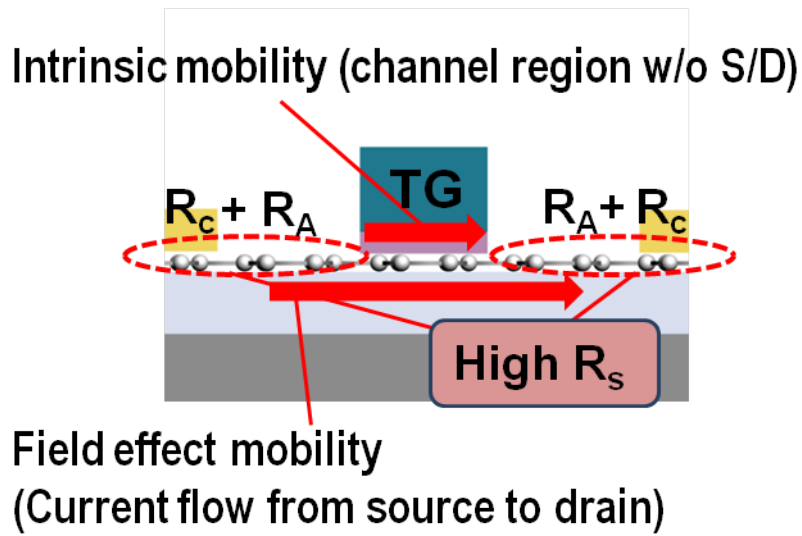 Intrinsic mobility (channel region w/o S/D)
TG
Rc + RA
RA + Rc
High Rs
Field effect mobility
(Current flow from source to drain)